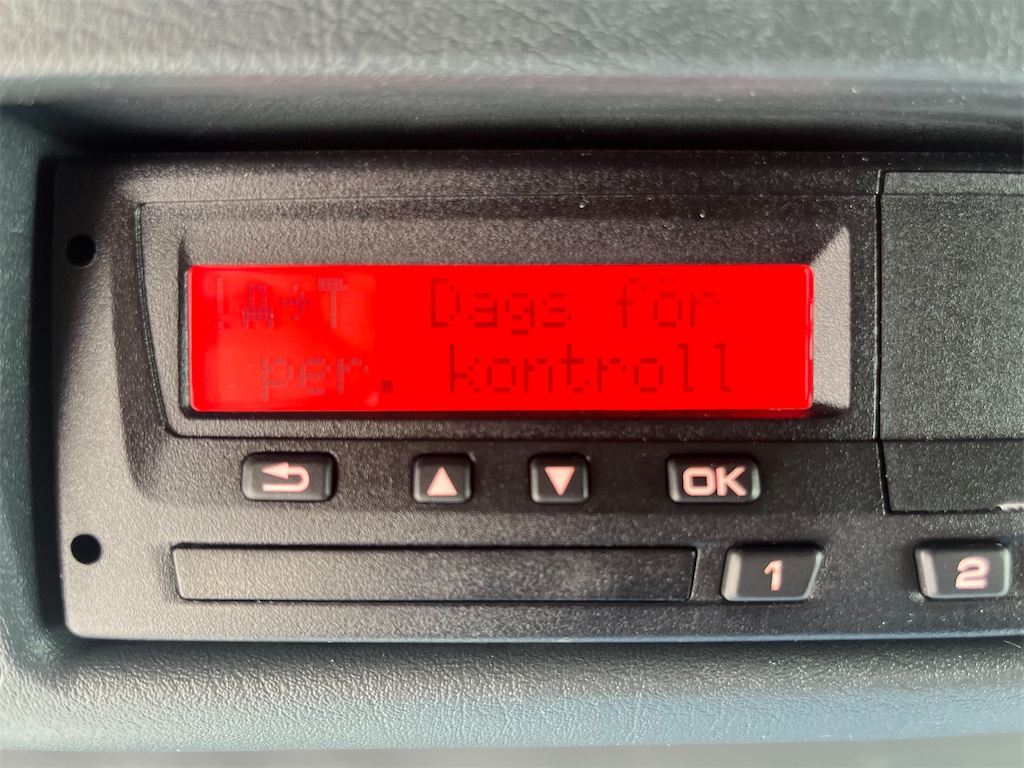 !A→T Dags för
per. kontroll
OK
1
2